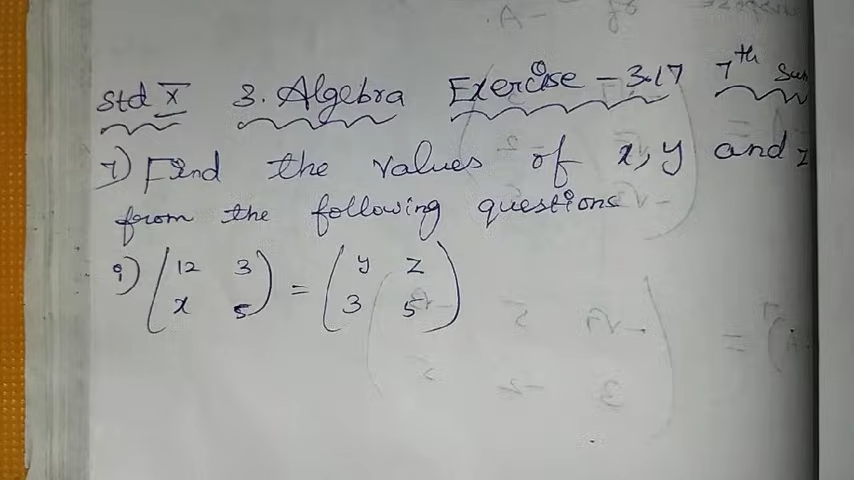 Std X 3. Algebra Exercise - 3.17 7th Sum
7) Find the values of x, y and z
from the following questions
i) (12 3 x 5) = (y z 3 5)